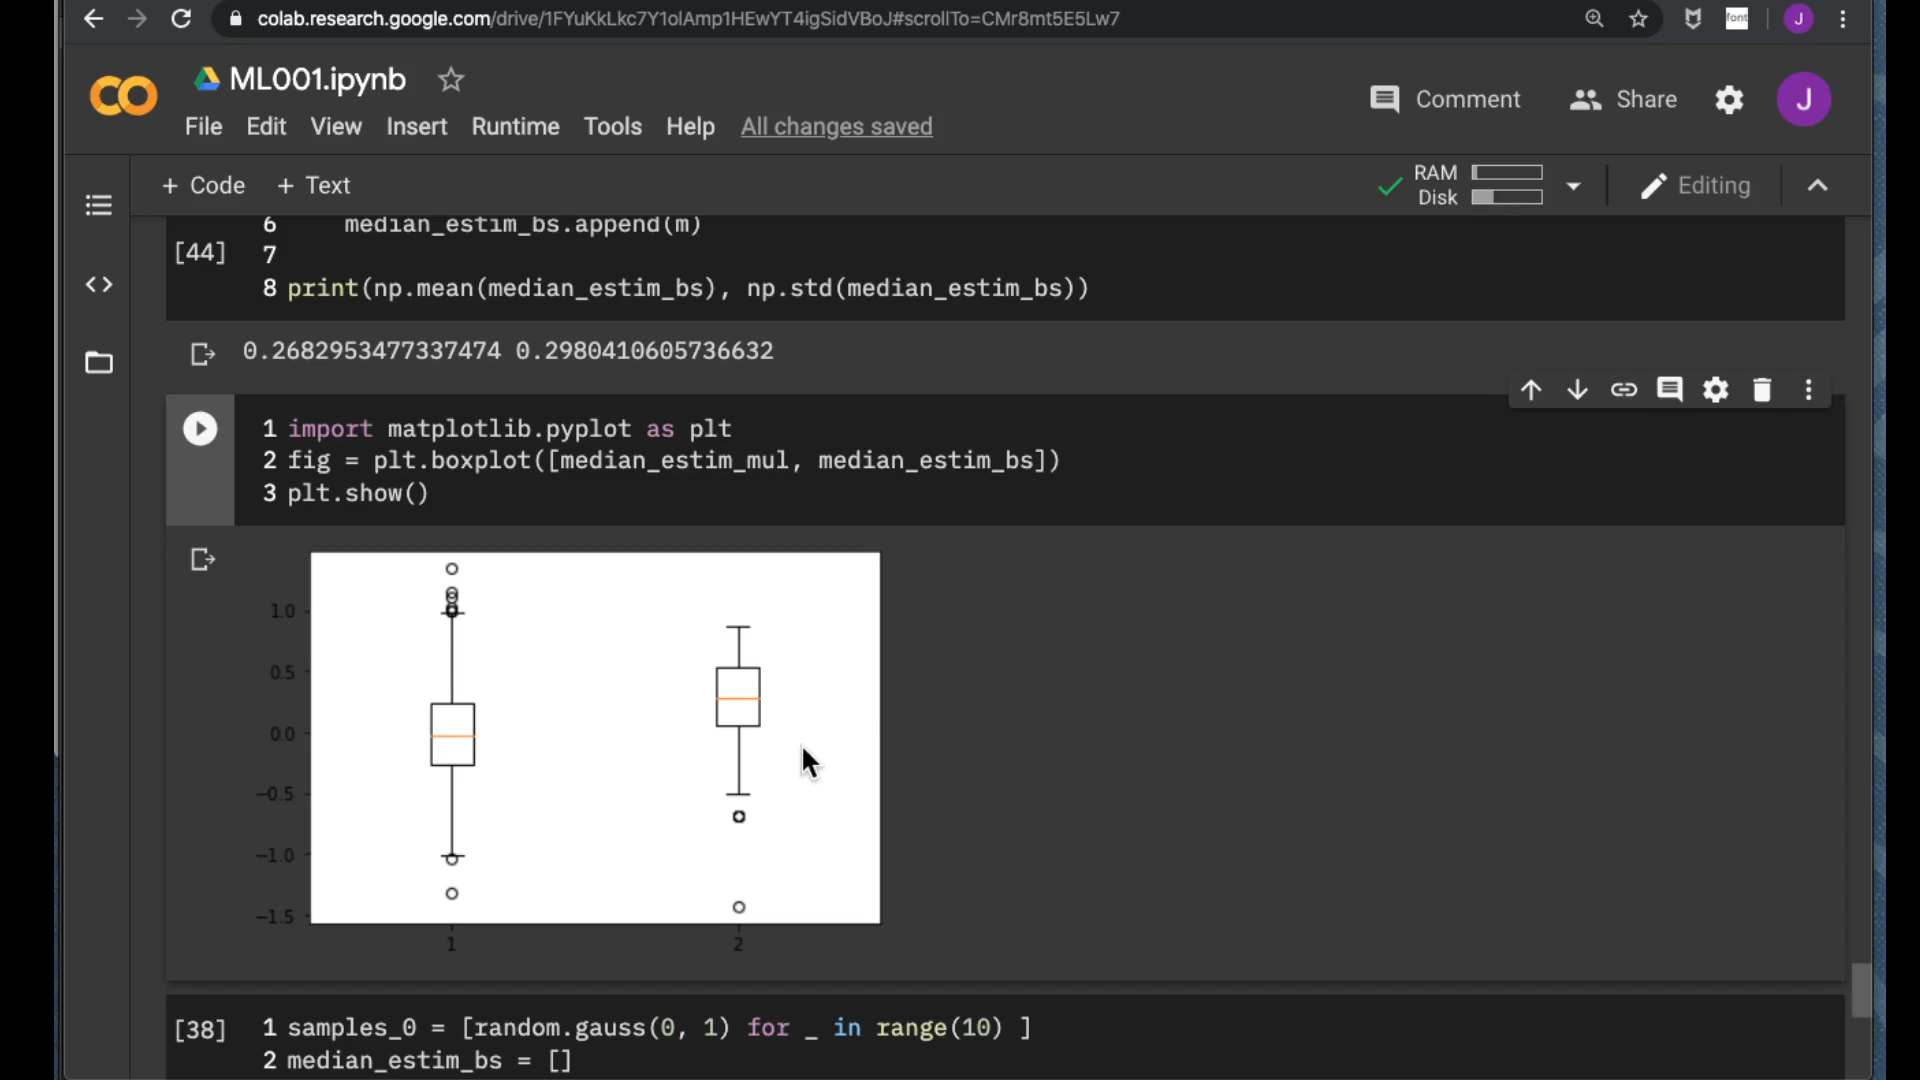 colab.research.google.com/drive/1FYuKkLkc7Y1olAmp1HEwYT4igSidVBoJ#scrollTo=CMr8mt5E5Lw7
font
J
ML001.ipynb
Comment
Share
J
File Edit View Insert Runtime Tools Help All changes saved
+ Code + Text
RAM
Disk
Editing
6 median_estim_bs.append(m)
[44] 7
8 print(np.mean(median_estim_bs), np.std(median_estim_bs))
0.2682953477337474 0.2980410605736632
1 import matplotlib.pyplot as plt
2 fig = plt.boxplot([median_estim_mul, median_estim_bs])
3 plt.show()
1.0
0.5
0.0
−0.5
−1.0
−1.5
1 2
[38] 1 samples_0 = [random.gauss(0, 1) for _ in range(10) ]
2 median_estim_bs = []